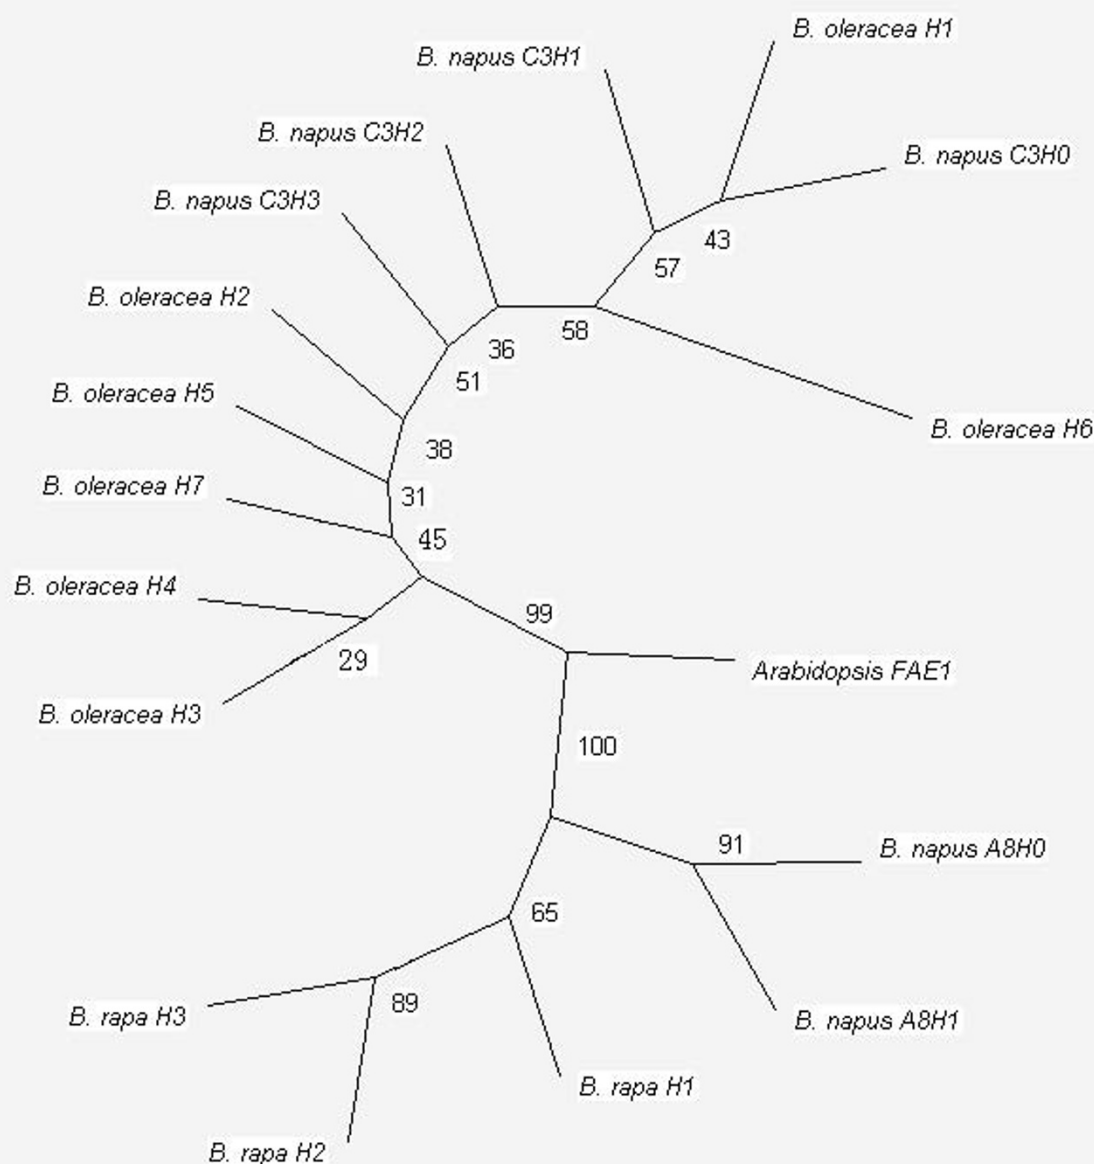 B. oleracea H1
B. napus C3H1
B. napus C3H2
B. napus C3H0
B. napus C3H3
43
57
B. oleracea H2
58
36
51
B. oleracea H5
B. oleracea H6
38
B. oleracea H7
31
45
B. oleracea H4
99
29
Arabidopsis FAE1
B. oleracea H3
100
91
B. napus A8H0
65
89
B. rapa H3
B. napus A8H1
B. rapa H1
B. rapa H2